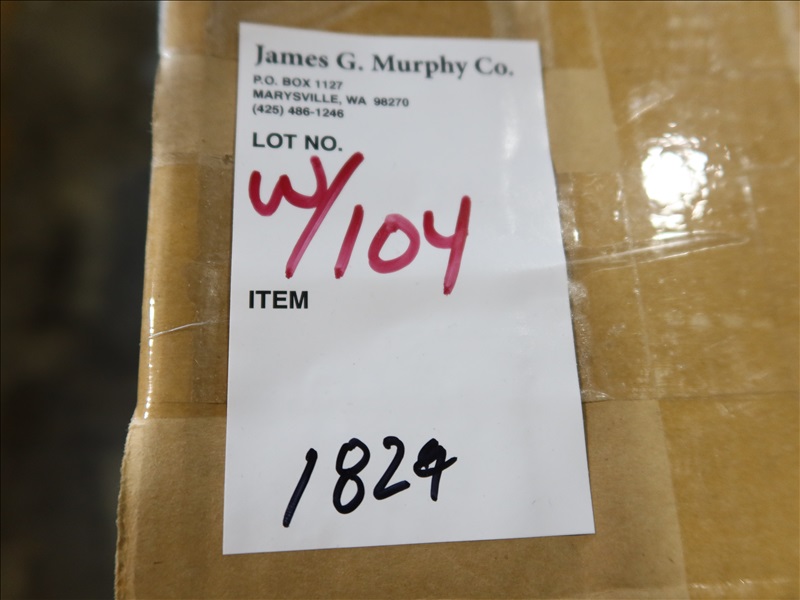 James G. Murphy Co.
P.O. BOX 1127
MARYSVILLE, WA 98270
(425) 486-1246
LOT NO.
W/104
ITEM
1824